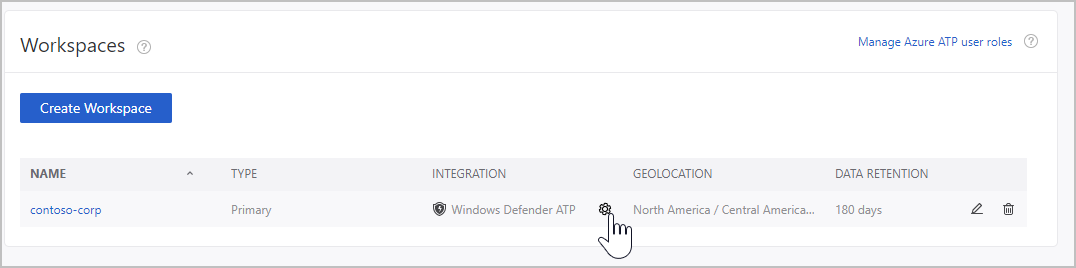 Workspaces ?
Manage Azure ATP user roles ?
Create Workspace
NAME TYPE INTEGRATION GEOLOCATION DATA RETENTION
contoso-corp Primary Windows Defender ATP North America / Central America... 180 days